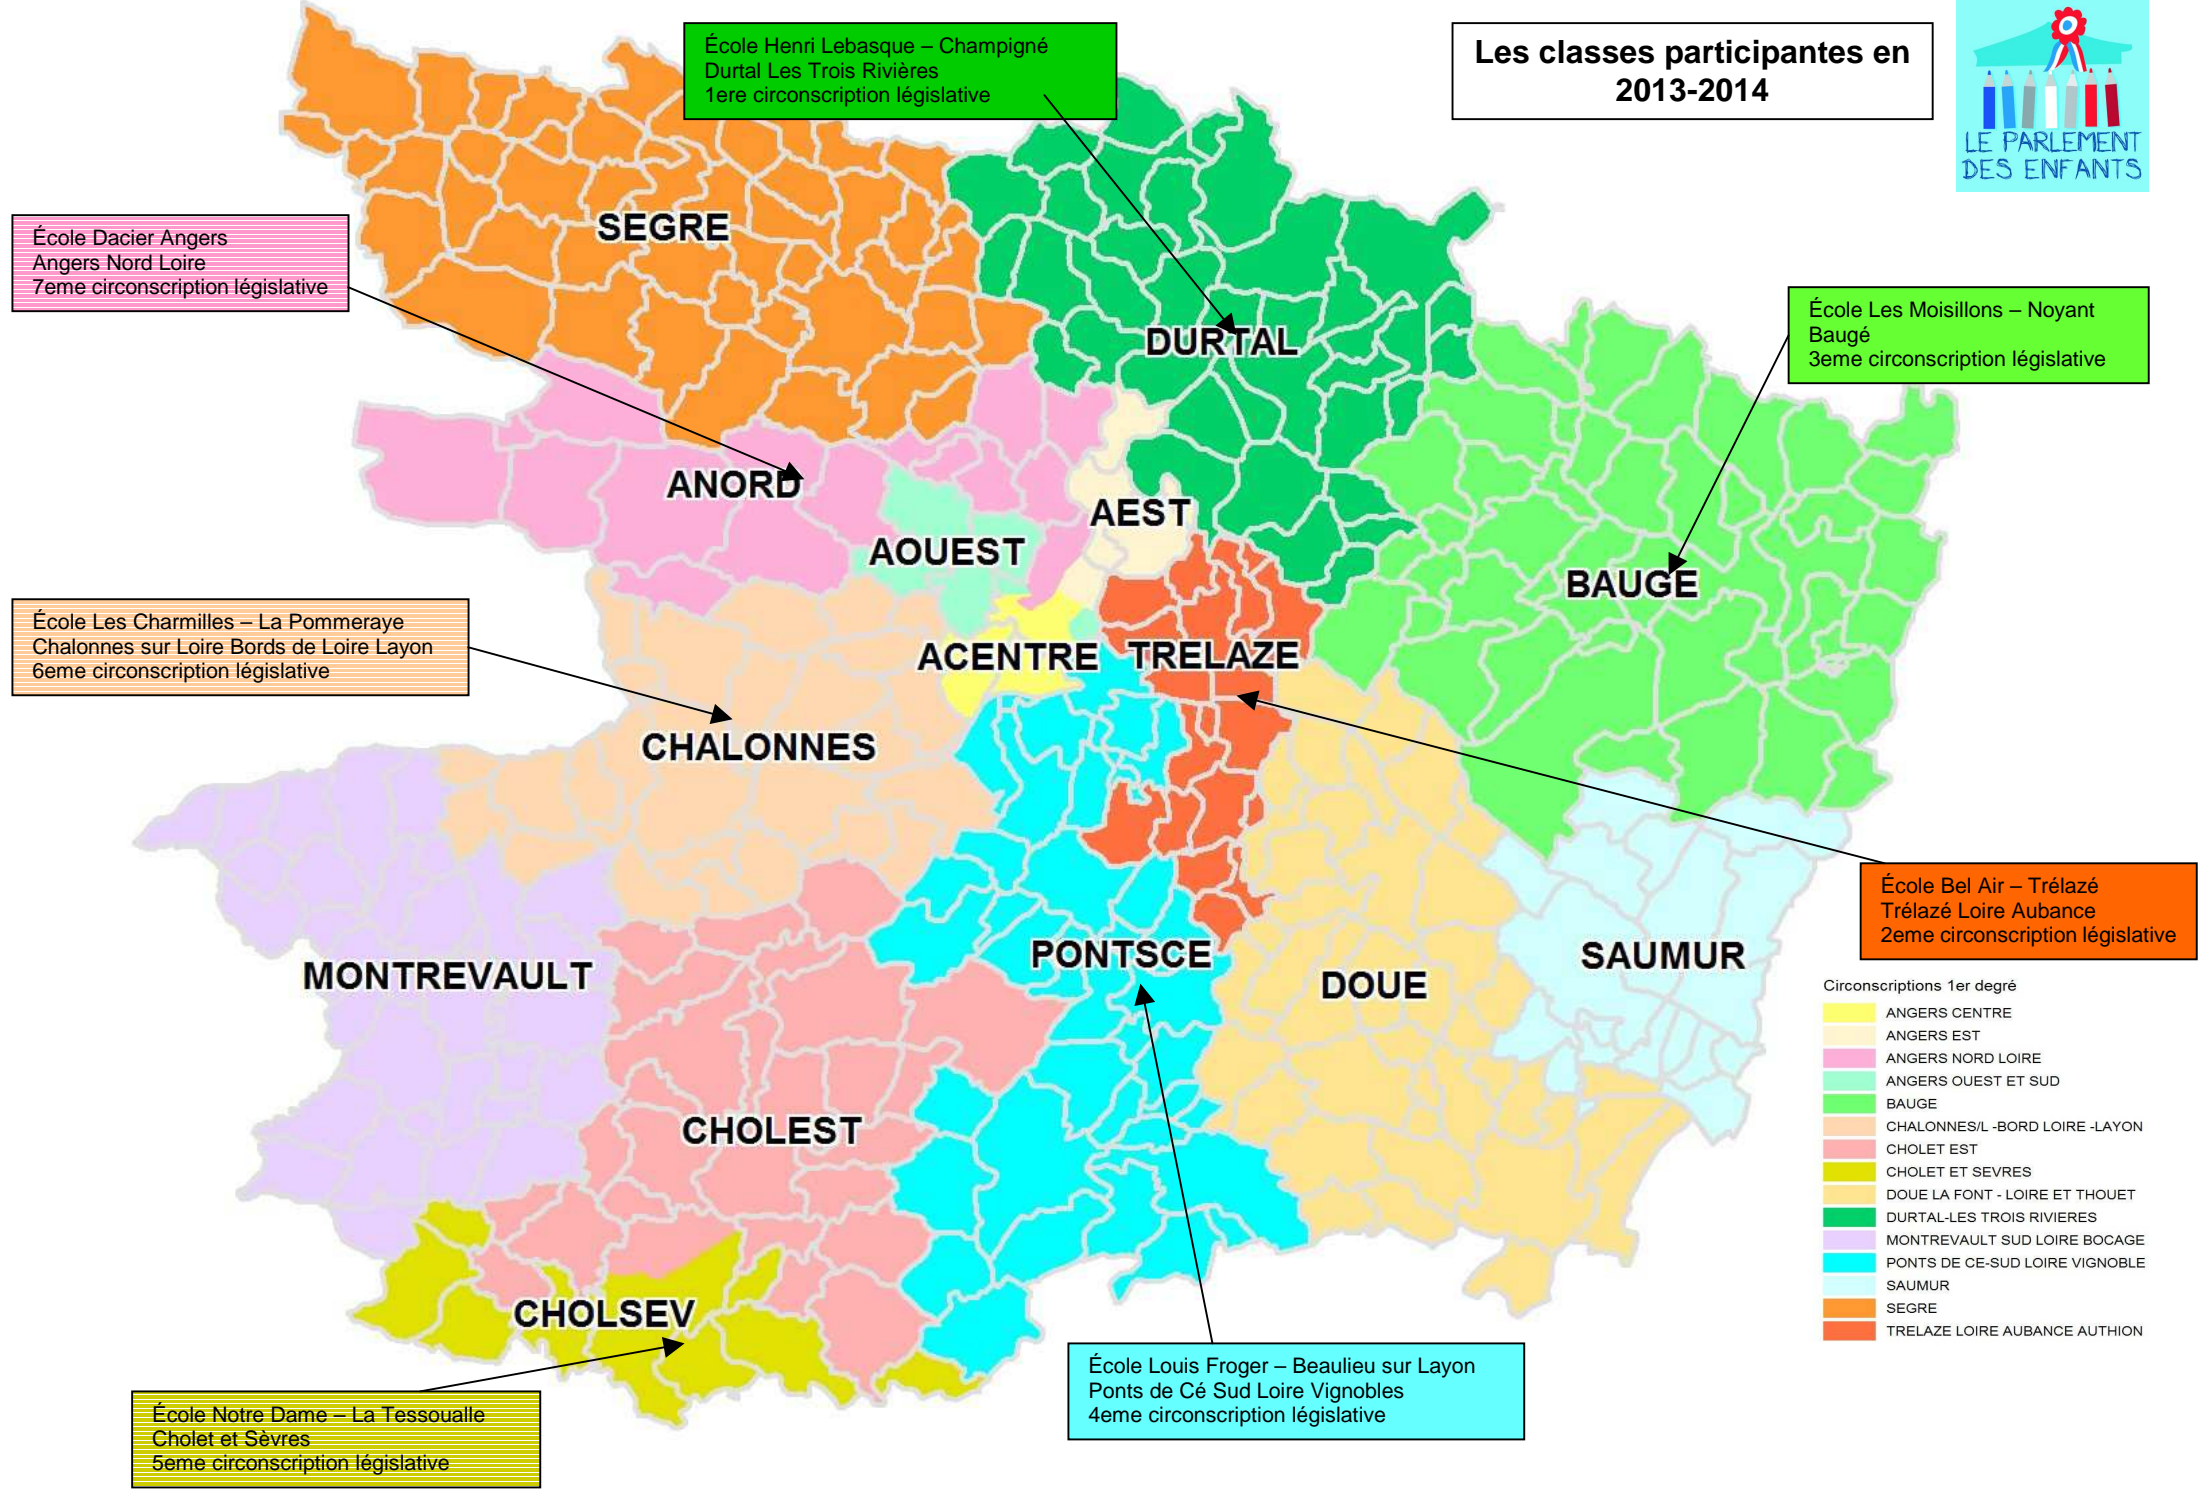 École Henri Lebasque – Champigné
Durtal Les Trois Rivières
1ere circonscription législative
Les classes participantes en
2013-2014
LE PARLEMENT
DES ENFANTS
École Dacier Angers
Angers Nord Loire
7eme circonscription législative
École Les Moisillons – Noyant
Baugé
3eme circonscription législative
École Les Charmilles – La Pommeraye
Chalonnes sur Loire Bords de Loire Layon
6eme circonscription législative
École Bel Air – Trélazé
Trélazé Loire Aubance
2eme circonscription législative
École Louis Froger – Beaulieu sur Layon
Ponts de Cé Sud Loire Vignobles
4eme circonscription législative
École Notre Dame – La Tessoualle
Cholet et Sèvres
5eme circonscription législative
SEGRE
DURTAL
ANORD
AEST
AOUEST
BAUGE
ACENTRE
TRELAZE
CHALONNES
PONTSCE
SAUMUR
MONTREVAULT
DOUE
CHOLEST
CHOLSEV
Circonscriptions 1er degré
ANGERS CENTRE
ANGERS EST
ANGERS NORD LOIRE
ANGERS OUEST ET SUD
BAUGE
CHALONNES/L -BORD LOIRE -LAYON
CHOLET EST
CHOLET ET SEVRES
DOUE LA FONT - LOIRE ET THOUET
DURTAL-LES TROIS RIVIERES
MONTREVAULT SUD LOIRE BOCAGE
PONTS DE CE-SUD LOIRE VIGNOBLE
SAUMUR
SEGRE
TRELAZE LOIRE AUBANCE AUTHION